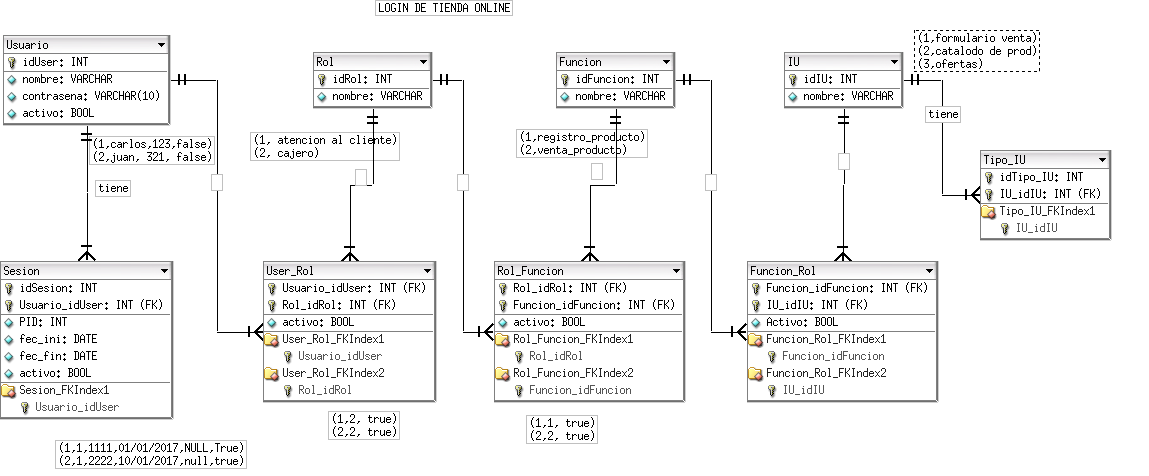 LOGIN DE TIENDA ONLINE
Usuario
idUser: INT
nombre: VARCHAR
contrasena: VARCHAR(10)
activo: BOOL
(1,carlos,123,false)
(2,juan, 321, false)
tiene
Rol
idRol: INT
nombre: VARCHAR
(1, atencion al cliente)
(2, cajero)
Funcion
idFuncion: INT
nombre: VARCHAR
(1,registro_producto)
(2,venta_producto)
IU
idIU: INT
nombre: VARCHAR
(1,formulario venta)
(2,catalodo de prod)
(3,ofertas)
tiene
Tipo_IU
idTipo_IU: INT
IU_idIU: INT (FK)
Tipo_IU_FKIndex1
IU_idIU
Sesion
idSesion: INT
Usuario_idUser: INT (FK)
PID: INT
fec_ini: DATE
fec_fin: DATE
activo: BOOL
Sesion_FKIndex1
Usuario_idUser
(1,1,1111,01/01/2017,NULL,True)
(2,1,2222,10/01/2017,null,true)
User_Rol
Usuario_idUser: INT (FK)
Rol_idRol: INT (FK)
activo: BOOL
User_Rol_FKIndex1
Usuario_idUser
User_Rol_FKIndex2
Rol_idRol
(1,2, true)
(2,2, true)
Rol_Funcion
Rol_idRol: INT (FK)
Funcion_idFuncion: INT (FK)
activo: BOOL
Rol_Funcion_FKIndex1
Rol_idRol
Rol_Funcion_FKIndex2
Funcion_idFuncion
(1,1, true)
(2,2, true)
Funcion_Rol
Funcion_idFuncion: INT (FK)
IU_idIU: INT (FK)
Activo: BOOL
Funcion_Rol_FKIndex1
Funcion_idFuncion
Funcion_Rol_FKIndex2
IU_idIU